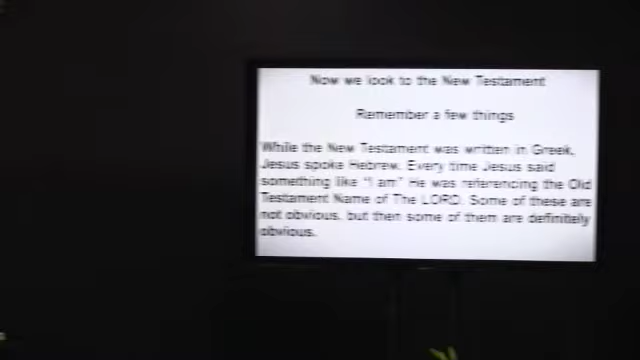 Now we look to the New Testament
Remember a few things
While the New Testament was written in Greek,
Jesus spoke Hebrew. Every time Jesus said
something like "I am" He was referencing the Old
Testament Name of The LORD. Some of these are
not obvious, but then some of them are definitely
obvious.